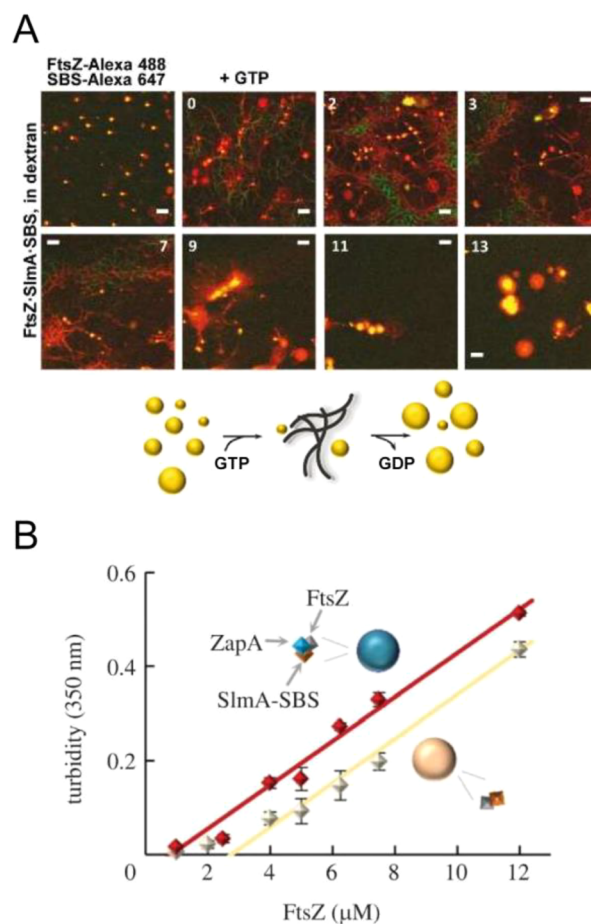 A
FtsZ-Alexa 488
SBS-Alexa 647
+ GTP
FtsZ·SlmA·SBS, in dextran
0
2
3
7
9
11
13
GTP
GDP
B
0.6
0.4
0.2
0
turbidity (350 nm)
FtsZ
ZapA
SlmA-SBS
2
4
6
8
10
12
FtsZ (µM)